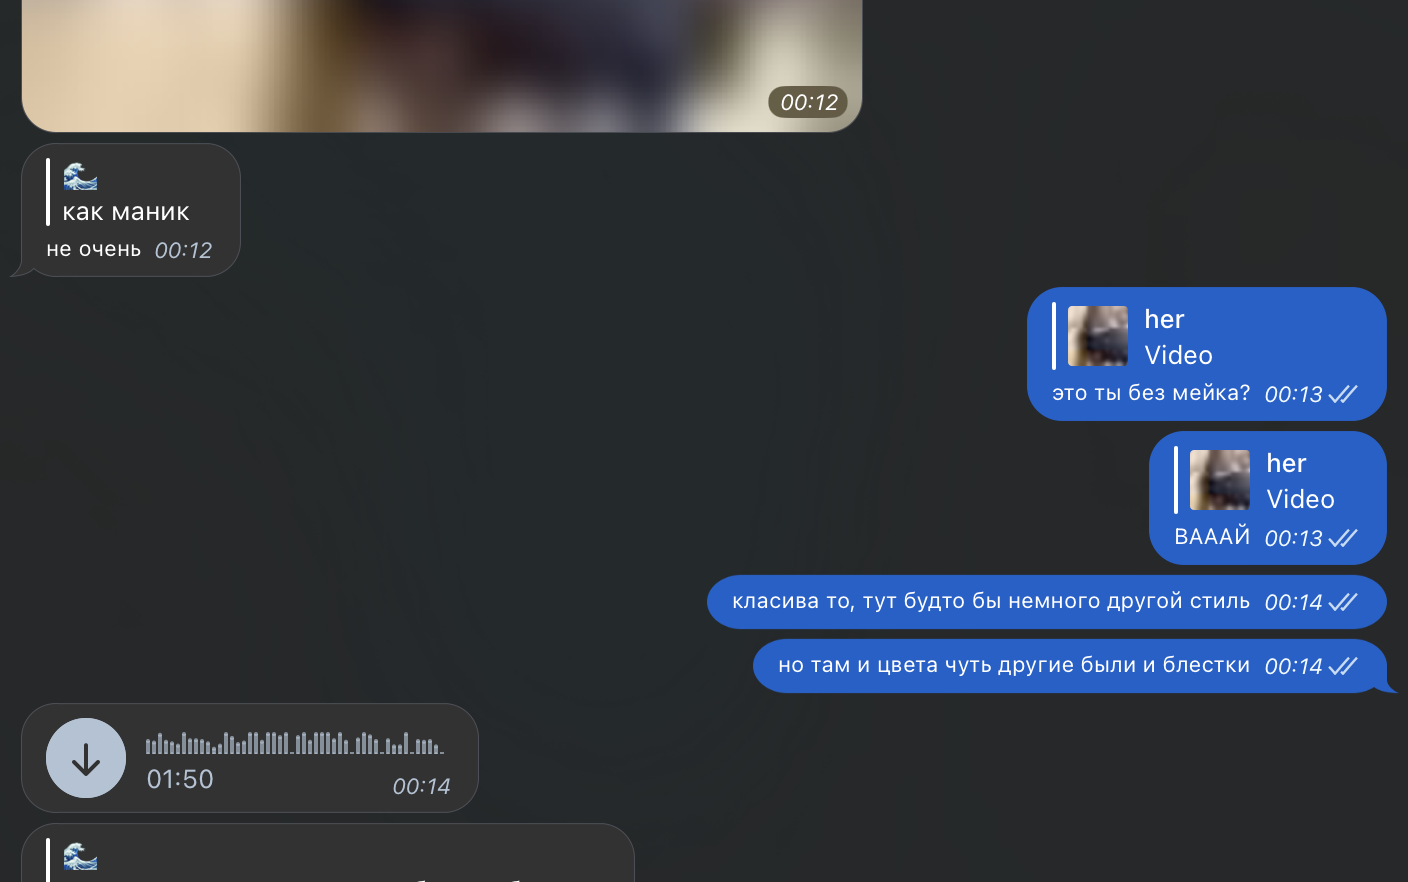 00:12
🌊
как маник
не очень 00:12
her
Video
это ты без мейка? 00:13
her
Video
ВАААЙ 00:13
класива то, тут будто бы немного другой стиль 00:14
но там и цвета чуть другие были и блестки 00:14
01:50
00:14
🌊